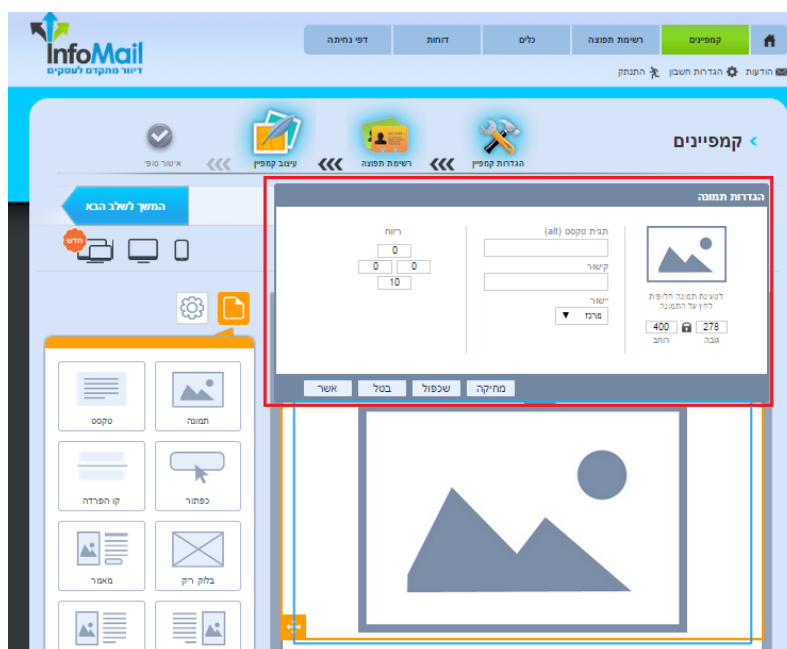 InfoMail
דיוור מתקדם לעסקים
קמפיינים
רשימת תפוצה
כלים
דוחות
דפי נחיתה
הודעות
הגדרות חשבון
התנתק
קמפיינים
הגדרות קמפיין
רשימת תפוצה
עיצוב קמפיין
אישור סופי
הגדרות תמונה
לטעינת תמונה חלופית
לחץ על התמונה
278
400
גובה
רוחב
תגית טקסט (alt)
קישור
יישור
מרכז
ריווח
0
0
0
10
מחיקה
שכפול
בטל
אשר
המשך לשלב הבא
חדש
תמונה
טקסט
כפתור
קו הפרדה
בלוק ריק
מאמר